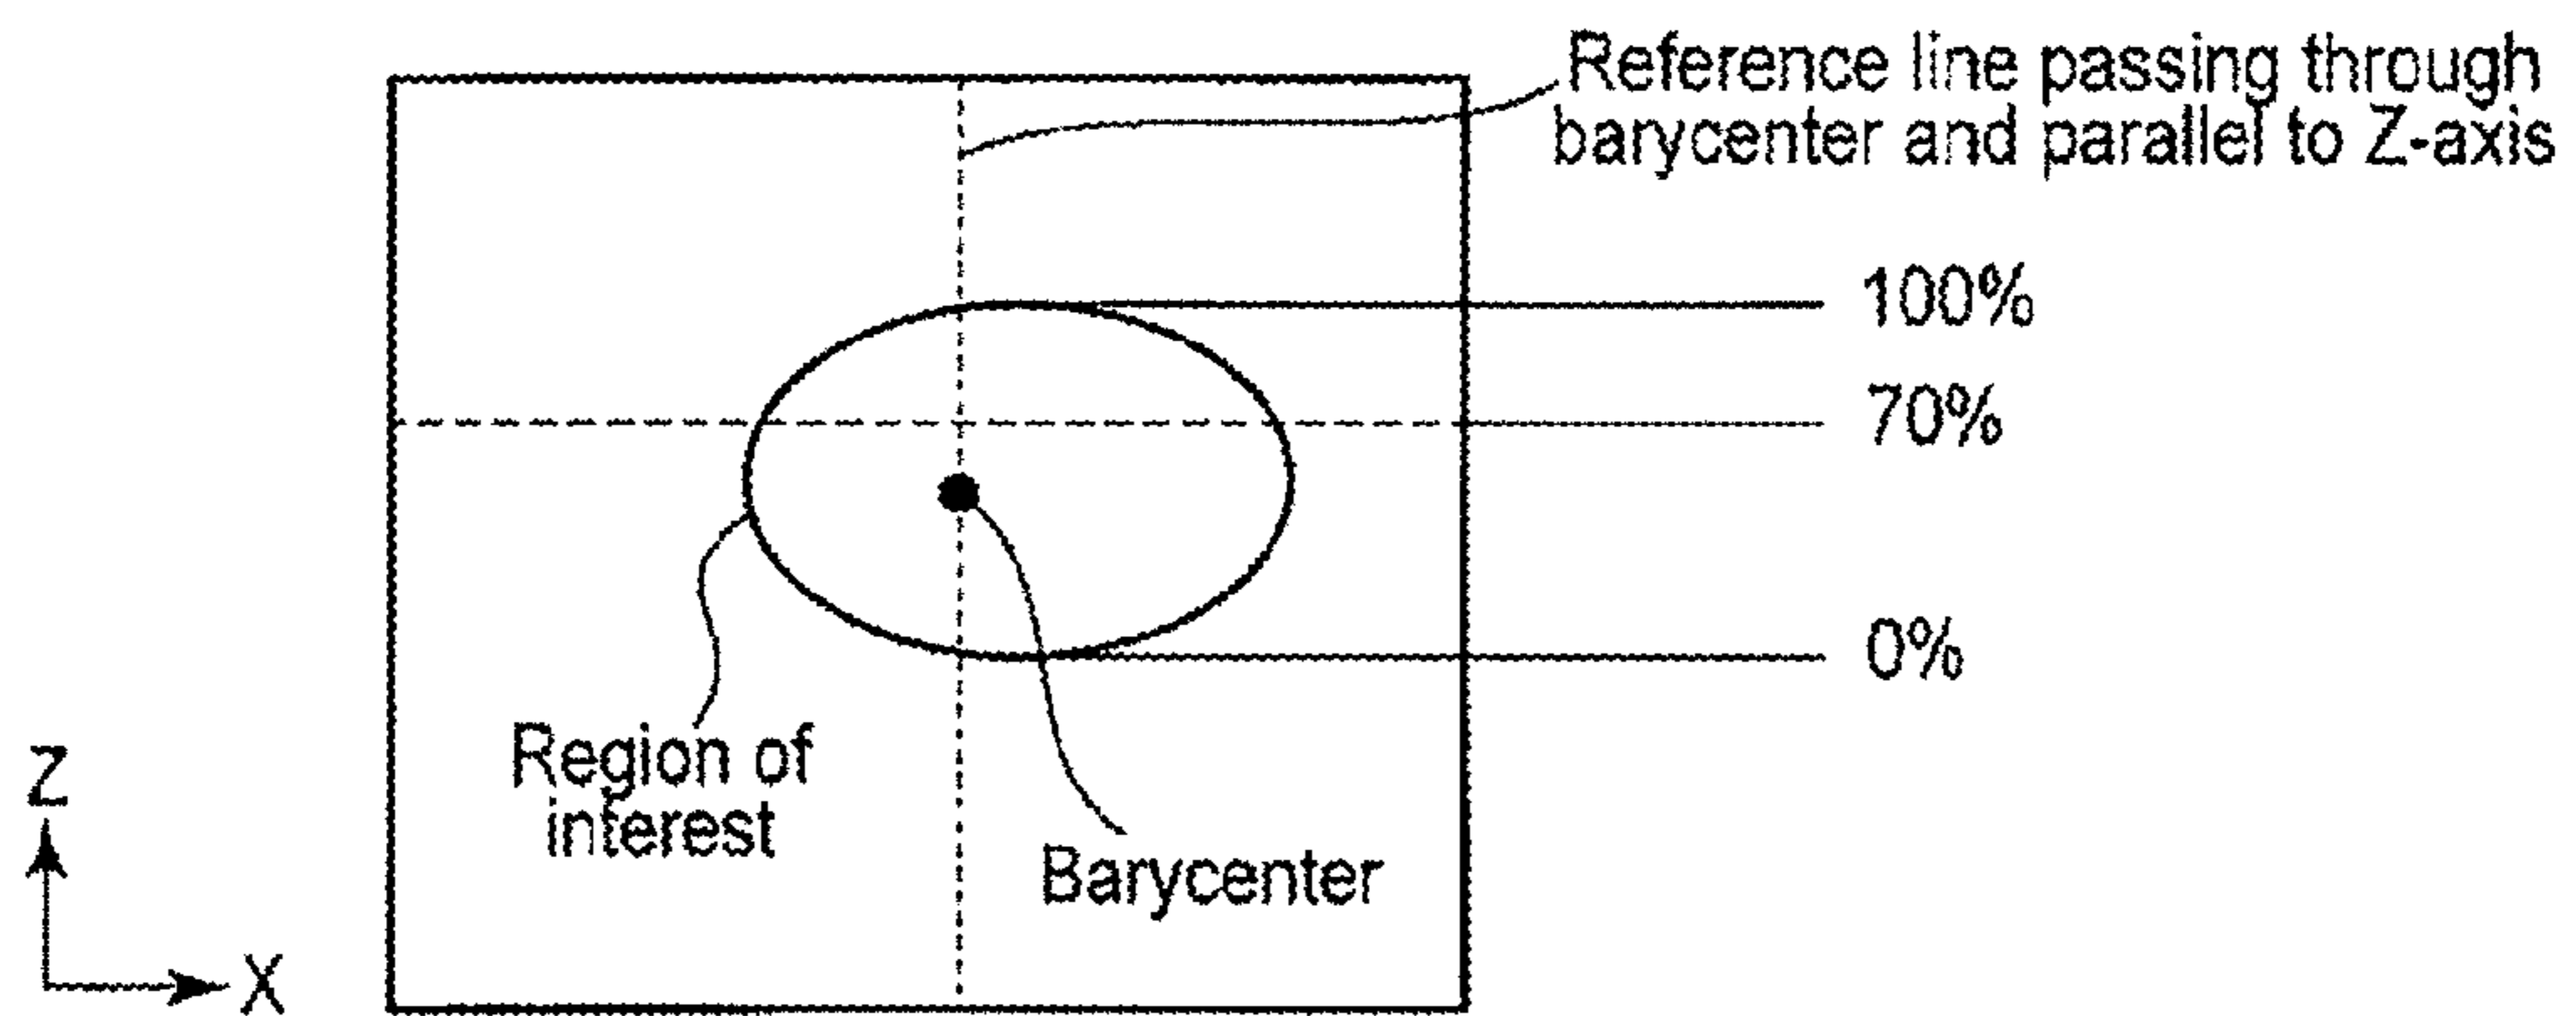 Reference line passing through
barycenter and parallel to Z-axis
100%
70%
0%
Region of
interest
Barycenter
Z
X